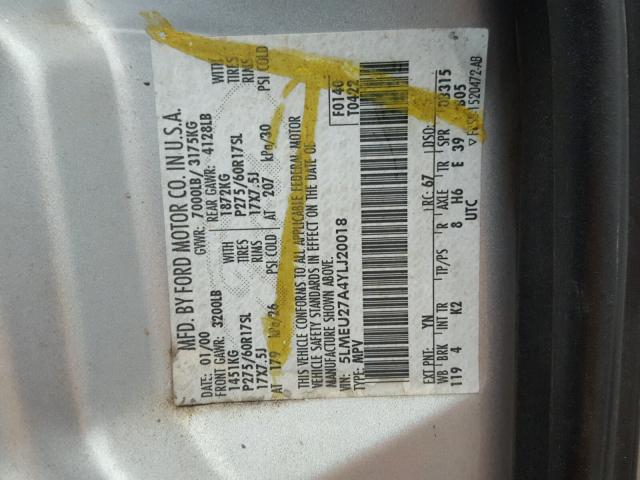 MFD. BY FORD MOTOR CO. IN U.S.A.
DATE: 01/00 GVWR: 7000LB/ 3175KG
FRONT GAWR: 3200LB REAR GAWR: 4128LB
1451KG WITH 1872KG WITH
P275/60R17SL TIRES P275/60R17SL TIRES
17X7.5J RIMS 17X7.5J RIMS
AT 179 kPa/26 PSI COLD AT 207 kPa/30 PSI COLD
THIS VEHICLE CONFORMS TO ALL APPLICABLE FEDERAL MOTOR
VEHICLE SAFETY STANDARDS IN EFFECT ON THE DATE OF
MANUFACTURE SHOWN ABOVE.
VIN: 5LMEU27A4YLJ20018 F0140
TYPE: MPV T0422
EXT PNT: YN RC: 67 DSO:
WB BRK INT TR TP/PS R AXLE TR SPR
119 4 K2 8 H6 E 39
UTC